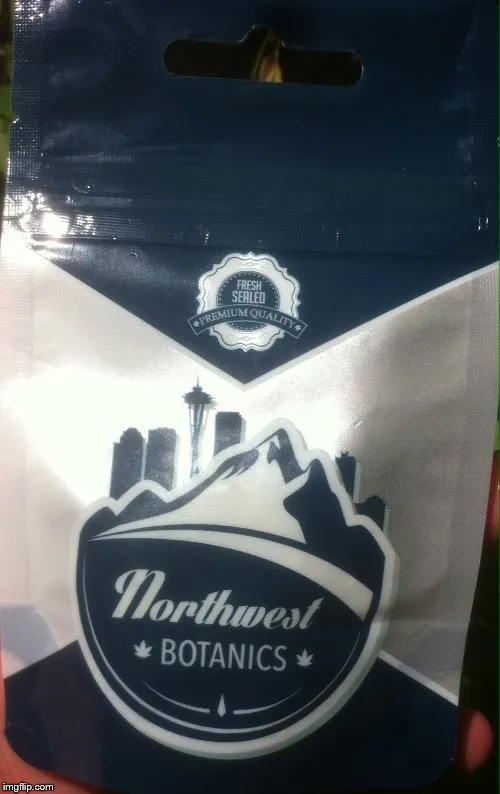 FRESH
SEALED
PREMIUM QUALITY
Northwest
BOTANICS
imgflip.com